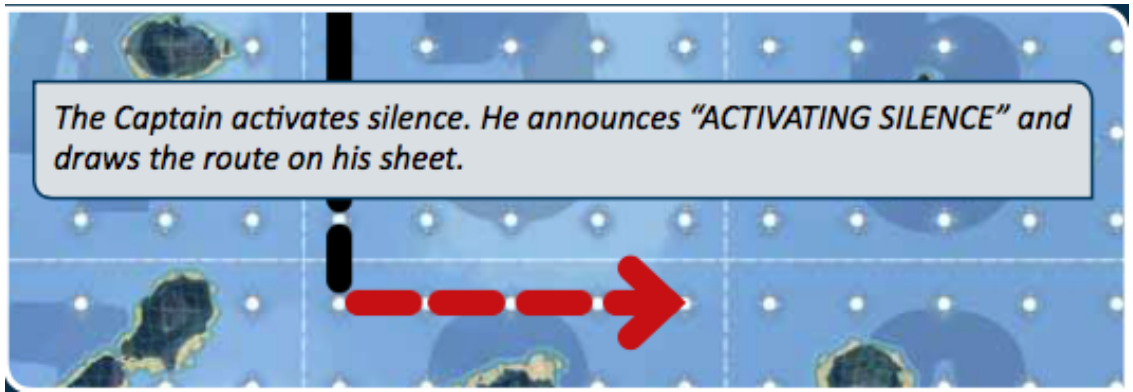 The Captain activates silence. He announces “ACTIVATING SILENCE” and
draws the route on his sheet.